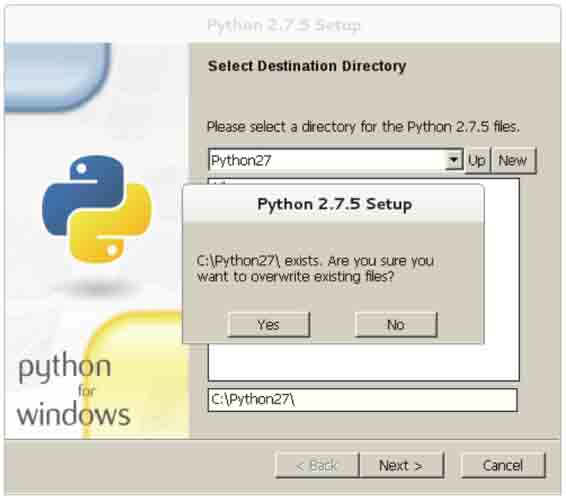 Python 2.7.5 Setup
Select Destination Directory
Please select a directory for the Python 2.7.5 files.
Python27
Up
New
Python 2.7.5 Setup
C:\Python27\ exists. Are you sure you
want to overwrite existing files?
Yes
No
C:\Python27\
python
for
windows
< Back
Next >
Cancel